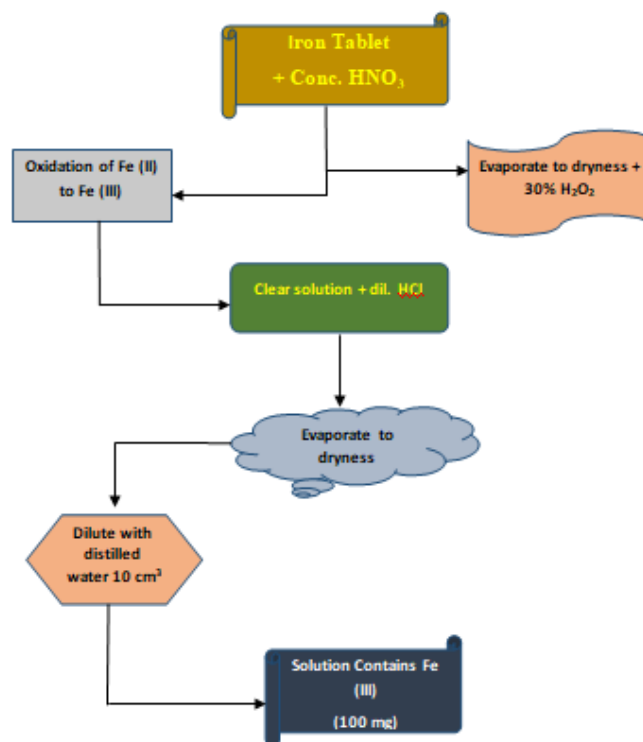 Iron Tablet
+ Conc. HNO₃
Oxidation of Fe (II)
to Fe (III)
Evaporate to dryness +
30% H₂O₂
Clear solution + dil. HCl
Evaporate to
dryness
Dilute with
distilled
water 10 cm³
Solution Contains Fe
(III)
(100 mg)